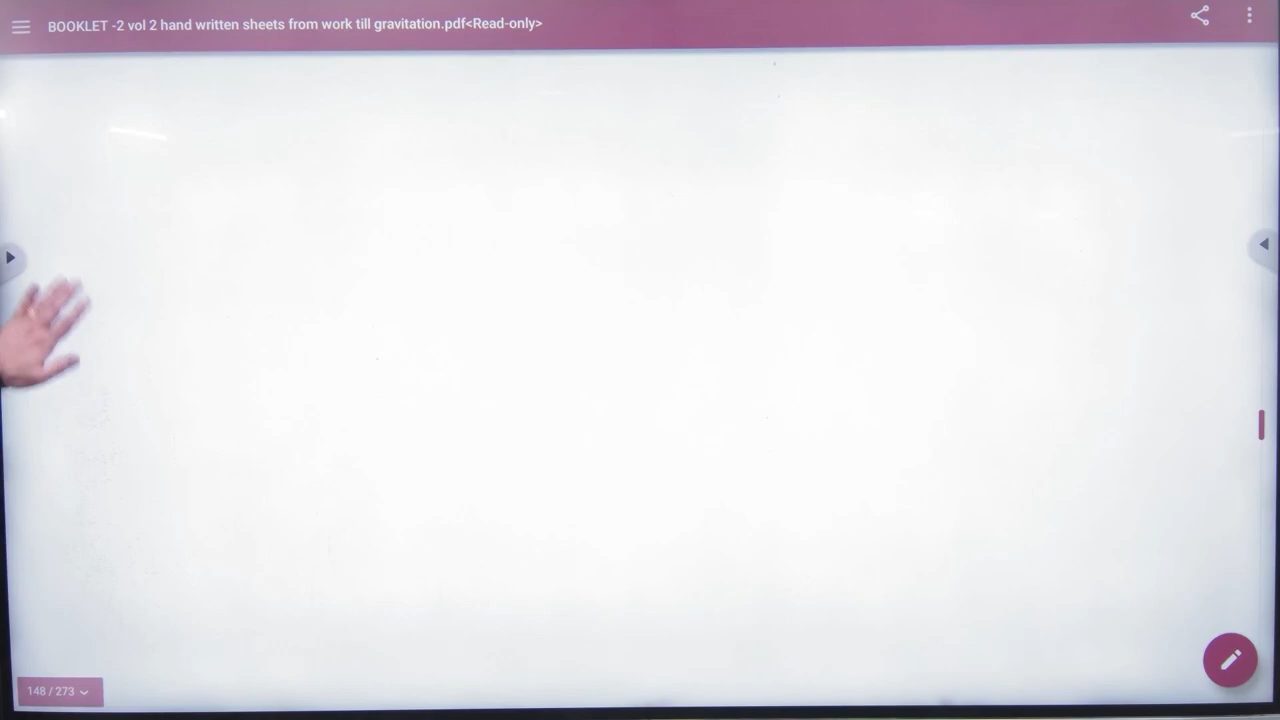 BOOKLET -2 vol 2 hand written sheets from work till gravitation.pdf<Read-only>
148 / 273